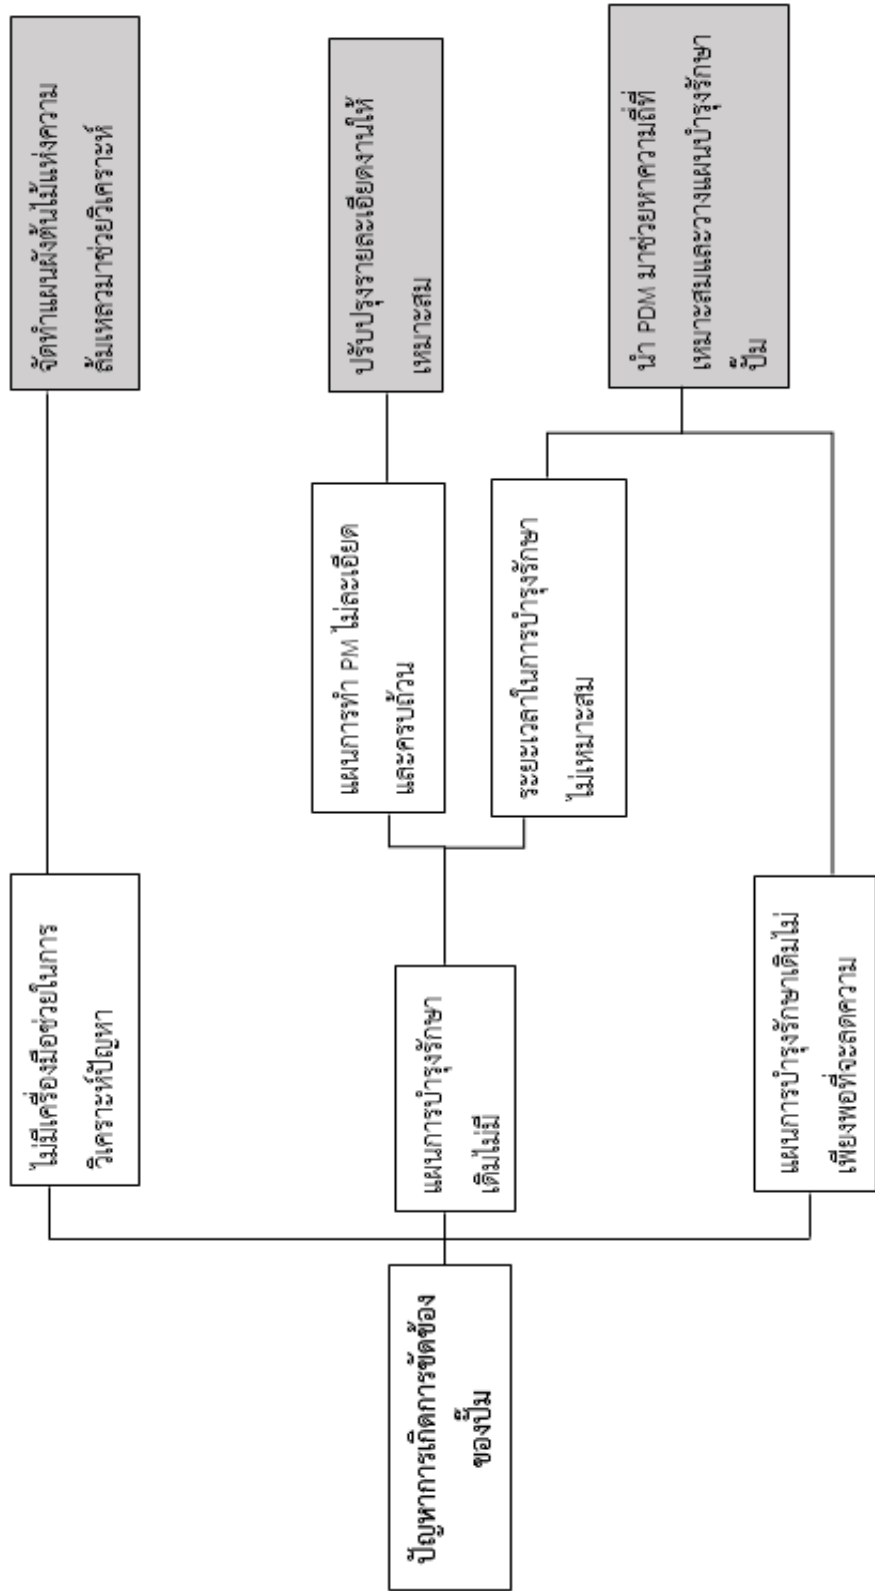 ปัญหาการเกิดการขัดข้อง
ของปั๊ม
ไม่มีเครื่องมือช่วยในการ
วิเคราะห์ปัญหา
แผนการบำรุงรักษา
เดิมไม่มี
แผนการบำรุงรักษาเดิมไม่
เพียงพอที่จะลดความ
แผนการทำ PM ไม่ละเอียด
และครบถ้วน
ระยะเวลาในการบำรุงรักษา
ไม่เหมาะสม
จัดทำแผนผังต้นไม้แห่งความ
ล้มเหลวมาช่วยวิเคราะห์
ปรับปรุงรายละเอียดงานให้
เหมาะสม
นำ PDM มาช่วยหาความถี่ที่
เหมาะสมและวางแผนบำรุงรักษา
ปั๊ม